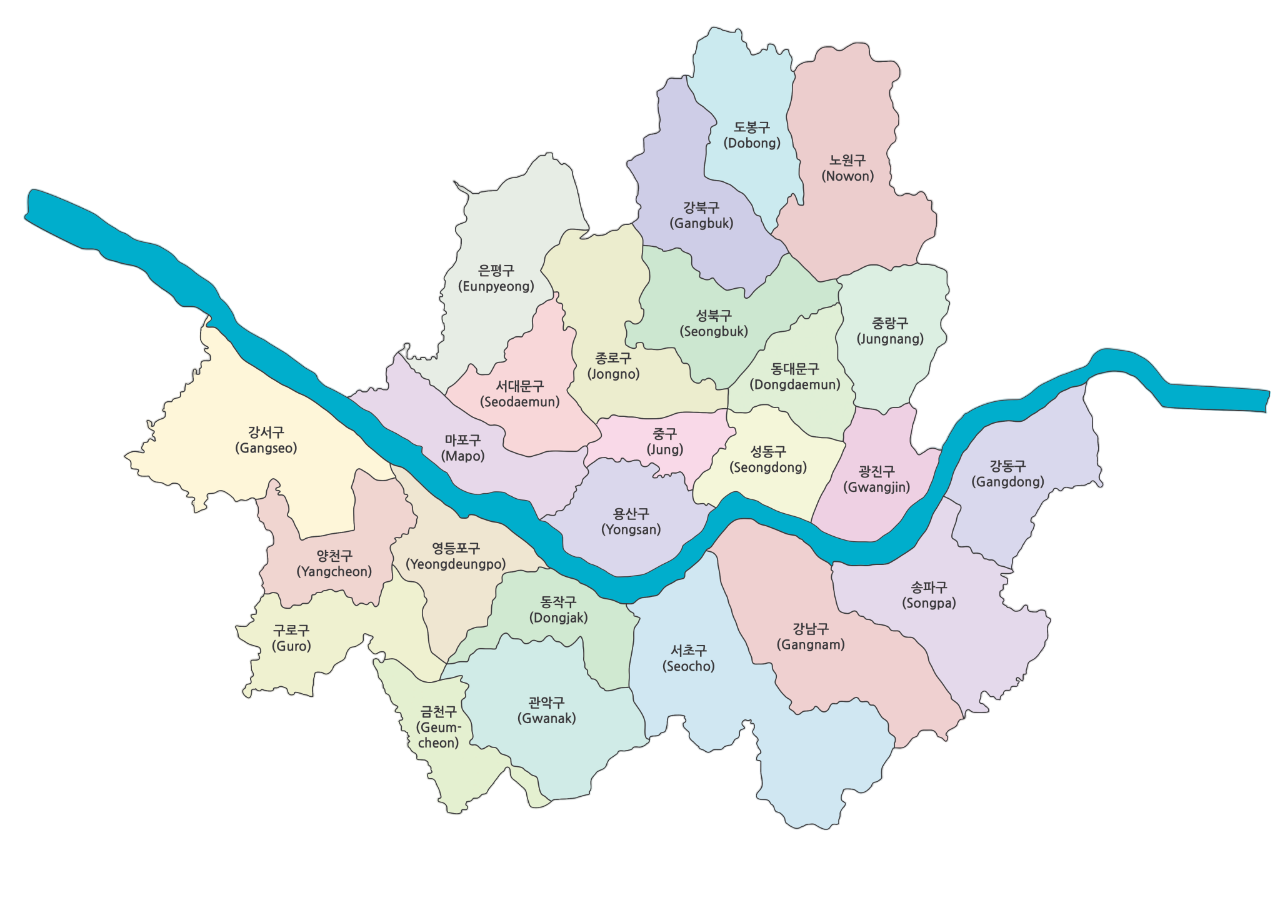 도봉구
(Dobong)
노원구
(Nowon)
강북구
(Gangbuk)
은평구
(Eunpyeong)
성북구
(Seongbuk)
중랑구
(Jungnang)
종로구
(Jongno)
동대문구
(Dongdaemun)
서대문구
(Seodaemun)
강서구
(Gangseo)
마포구
(Mapo)
중구
(Jung)
성동구
(Seongdong)
광진구
(Gwangjin)
강동구
(Gangdong)
용산구
(Yongsan)
양천구
(Yangcheon)
영등포구
(Yeongdeungpo)
송파구
(Songpa)
동작구
(Dongjak)
구로구
(Guro)
강남구
(Gangnam)
서초구
(Seocho)
관악구
(Gwanak)
금천구
(Geum-
cheon)